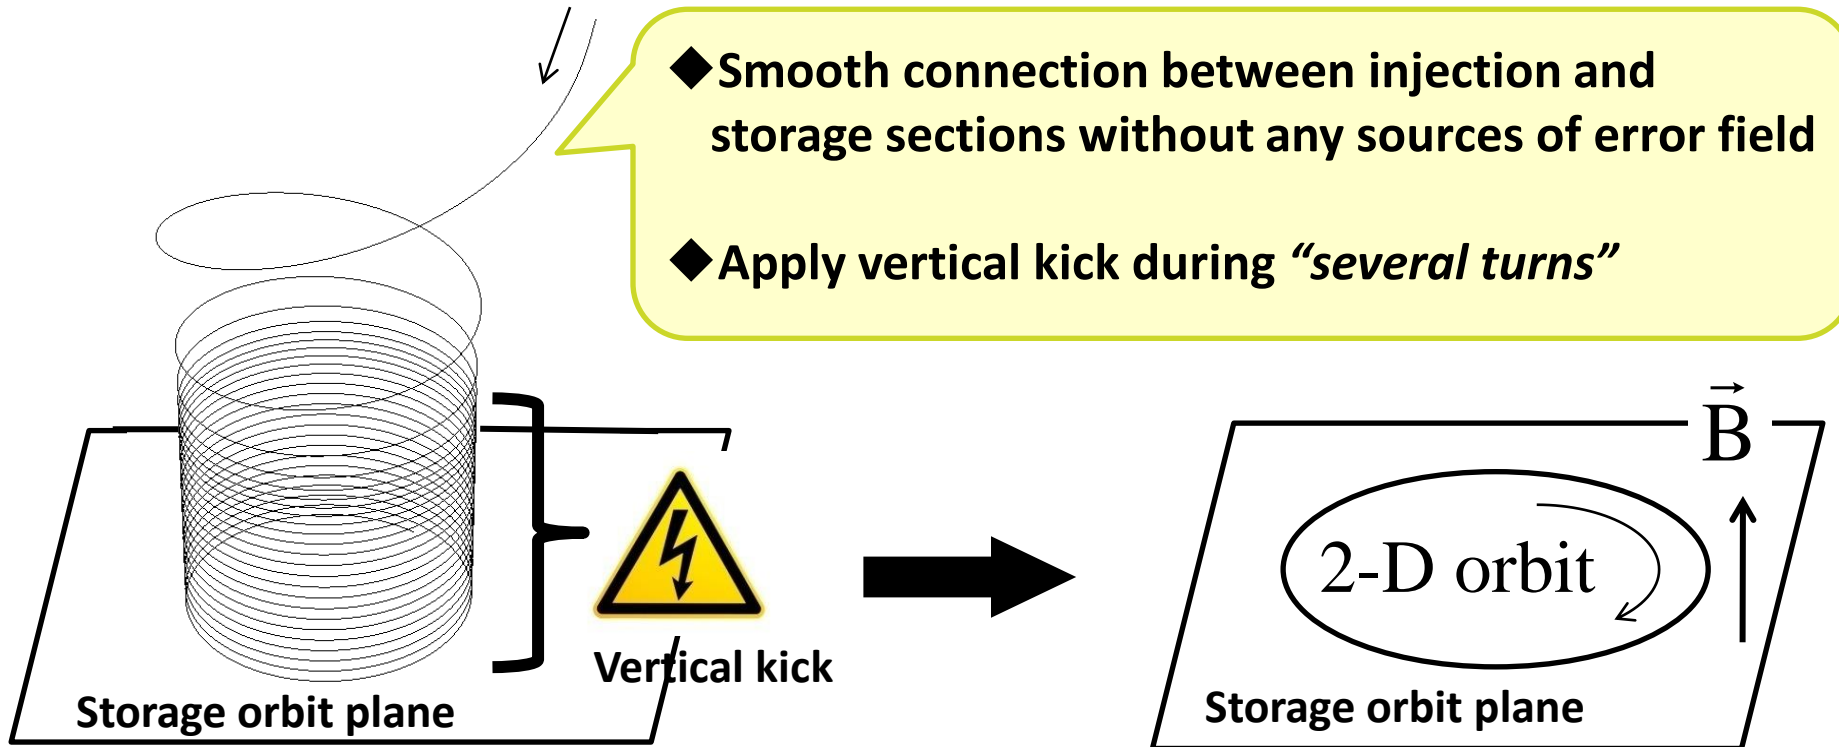 ◆Smooth connection between injection and
storage sections without any sources of error field
◆Apply vertical kick during “several turns”
Vertical kick
Storage orbit plane
B
2-D orbit
Storage orbit plane